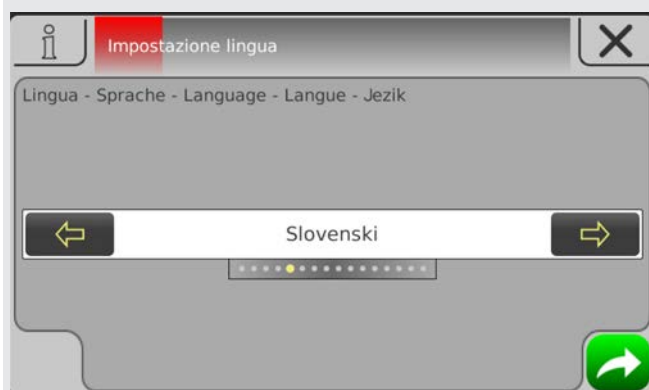 Impostazione lingua
Lingua - Sprache - Language - Langue - Jezik
Slovenski